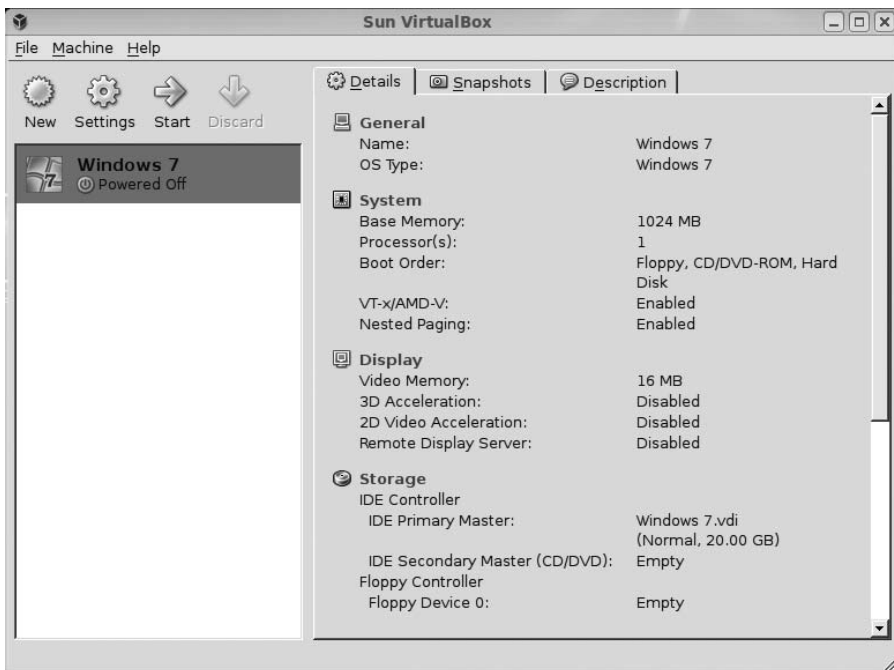 Sun VirtualBox
File Machine Help
New Settings Start Discard
Windows 7
Powered Off
Details Snapshots Description
General
Name: Windows 7
OS Type: Windows 7
System
Base Memory: 1024 MB
Processor(s): 1
Boot Order: Floppy, CD/DVD-ROM, Hard
Disk
VT-x/AMD-V: Enabled
Nested Paging: Enabled
Display
Video Memory: 16 MB
3D Acceleration: Disabled
2D Video Acceleration: Disabled
Remote Display Server: Disabled
Storage
IDE Controller
IDE Primary Master: Windows 7.vdi
(Normal, 20.00 GB)
IDE Secondary Master (CD/DVD): Empty
Floppy Controller
Floppy Device 0: Empty